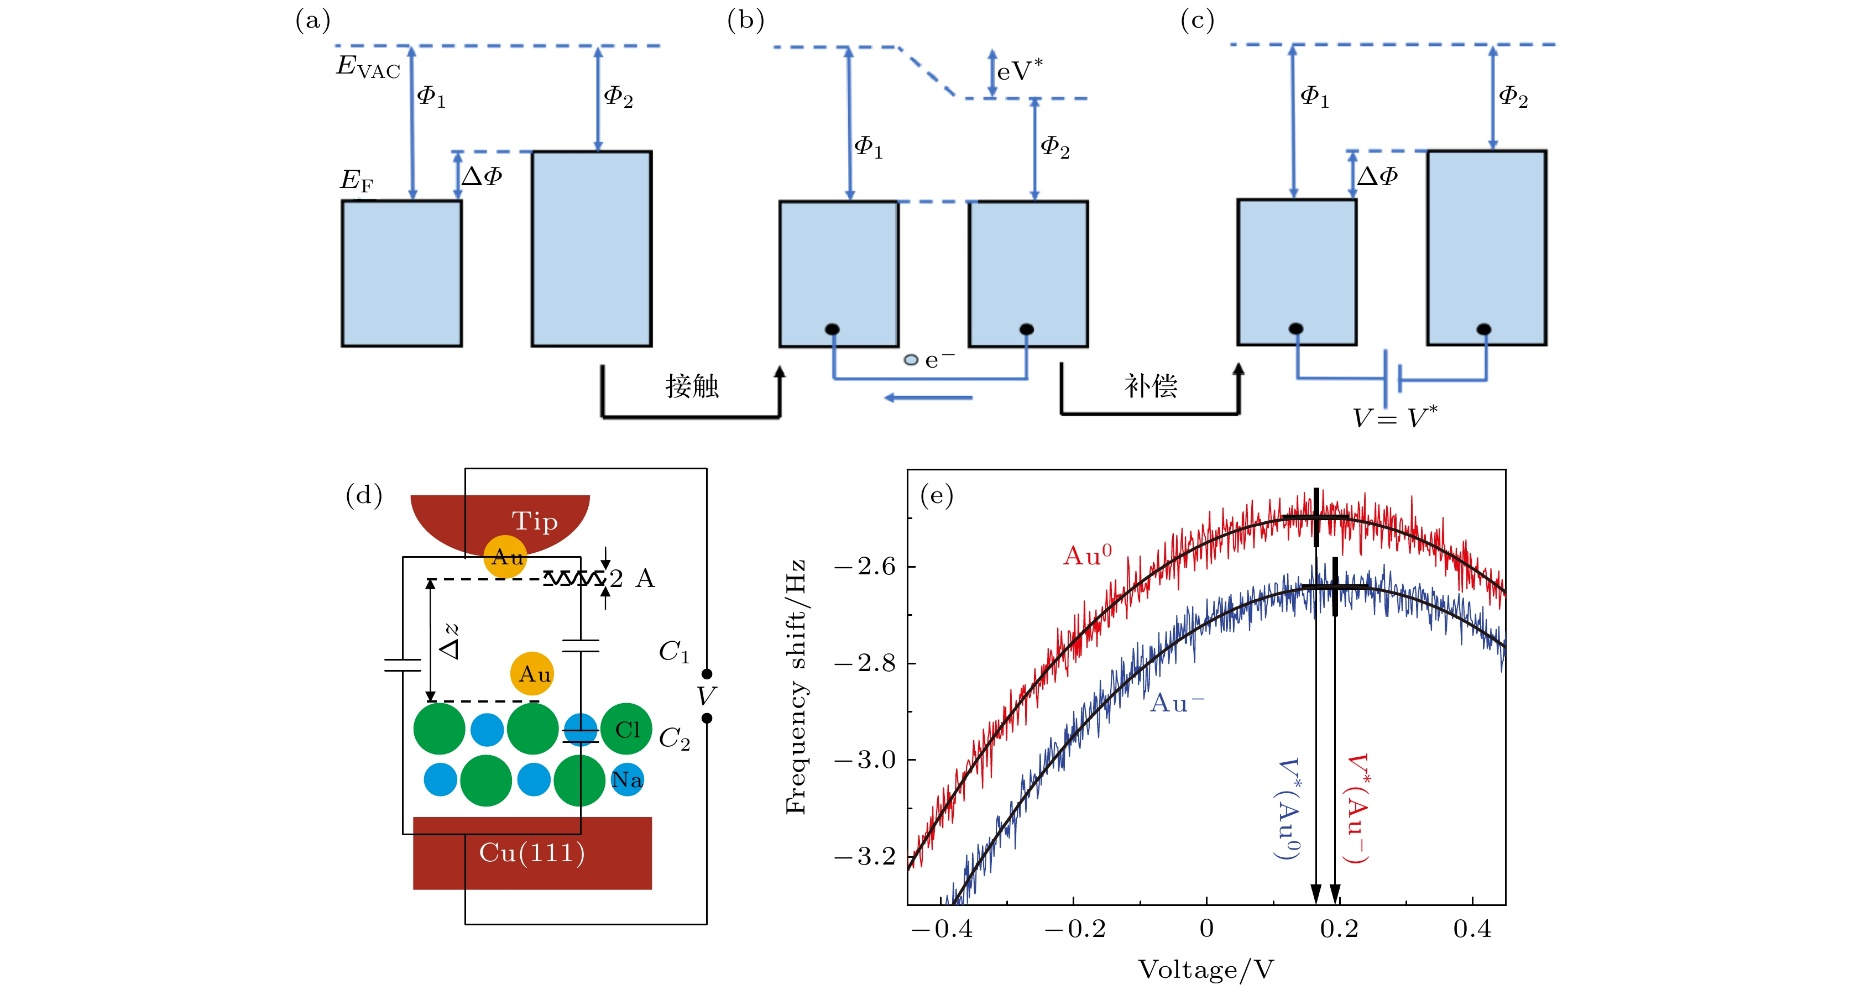 (a)
E_VAC
Φ₁
Φ₂
E_F
ΔΦ
(b)
eV*
Φ₁
Φ₂
e⁻
接触
(c)
Φ₁
Φ₂
ΔΦ
补偿
V = V*
(d)
Tip
Au
2 A
Δz
Au
C₁
V
C₂
Cl
Na
Cu(111)
(e)
Au⁰
Au⁻
Frequency shift/Hz
−2.6
−2.8
−3.0
−3.2
V*(Au⁰)
V*(Au⁻)
−0.4
−0.2
0
0.2
0.4
Voltage/V